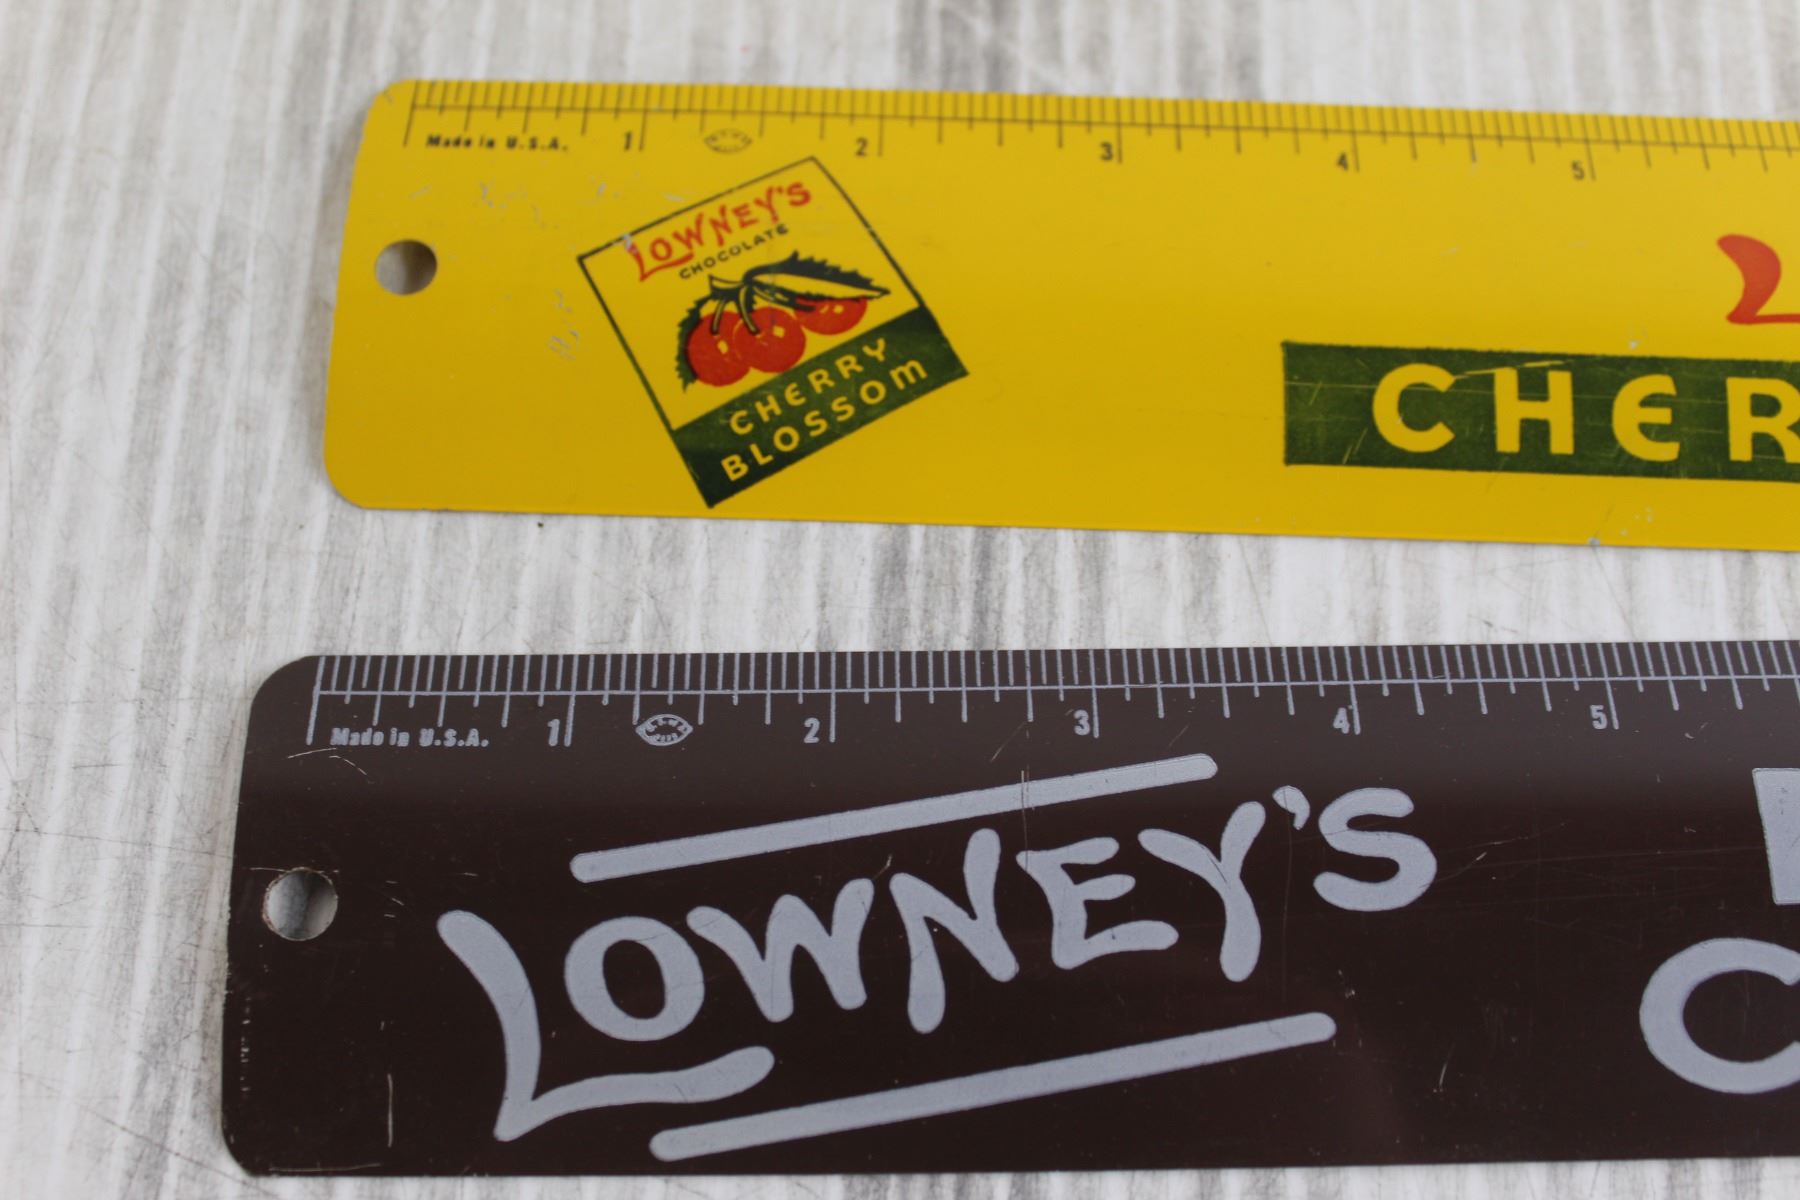 Made in U.S.A. 1 2 3 4 5
LOWNEY'S
CHOCOLATE
CHERRY
BLOSSOM
L
CHER
Made in U.S.A. 1 2 3 4 5
LOWNEY'S
C